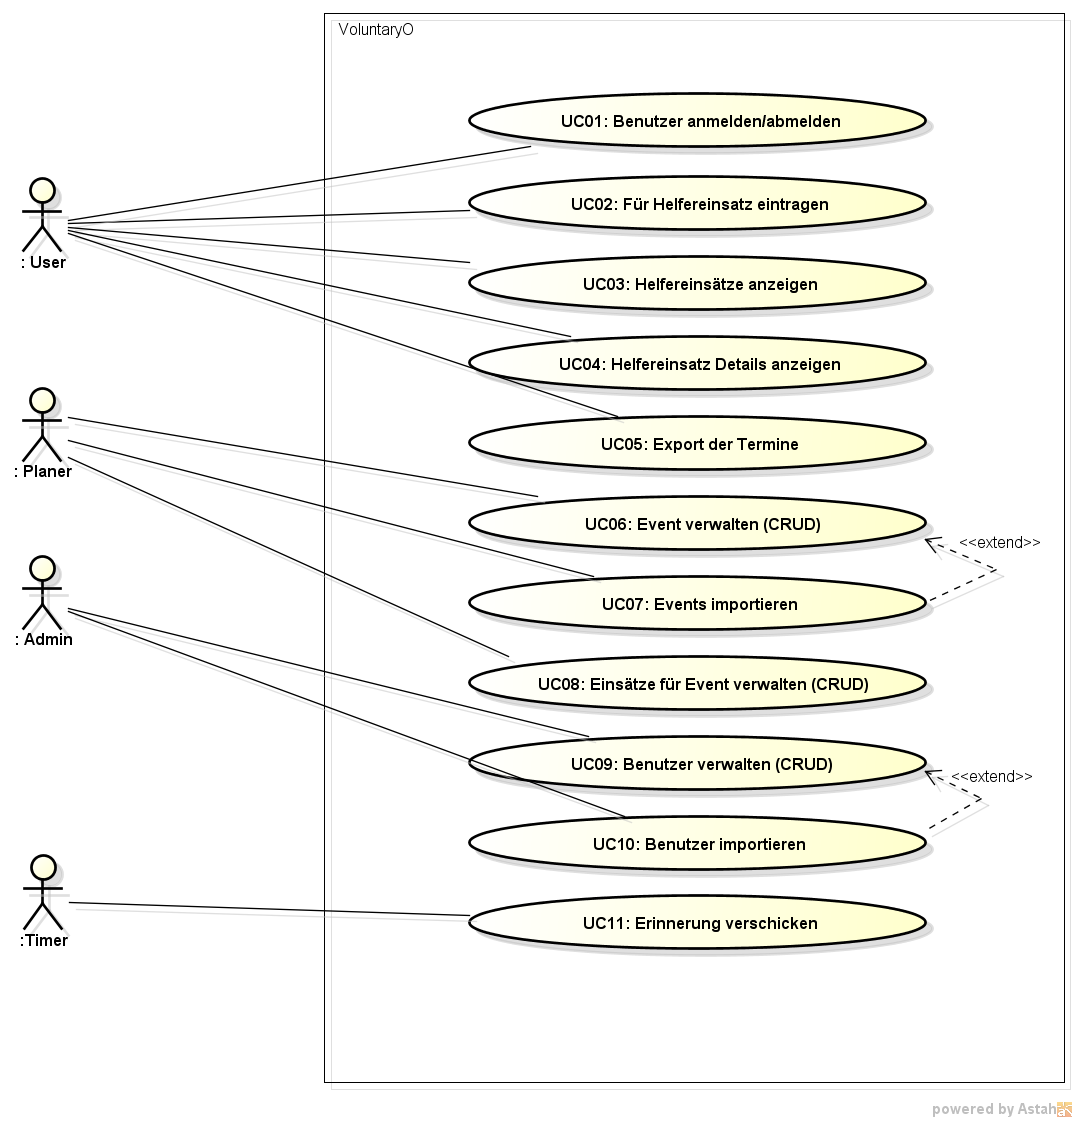 VoluntaryO
UC01: Benutzer anmelden/abmelden
UC02: Für Helfereinsatz eintragen
: User
UC03: Helfereinsätze anzeigen
UC04: Helfereinsatz Details anzeigen
UC05: Export der Termine
: Planer
UC06: Event verwalten (CRUD)
<<extend>>
UC07: Events importieren
: Admin
UC08: Einsätze für Event verwalten (CRUD)
UC09: Benutzer verwalten (CRUD)
<<extend>>
UC10: Benutzer importieren
UC11: Erinnerung verschicken
:Timer
powered by Astah